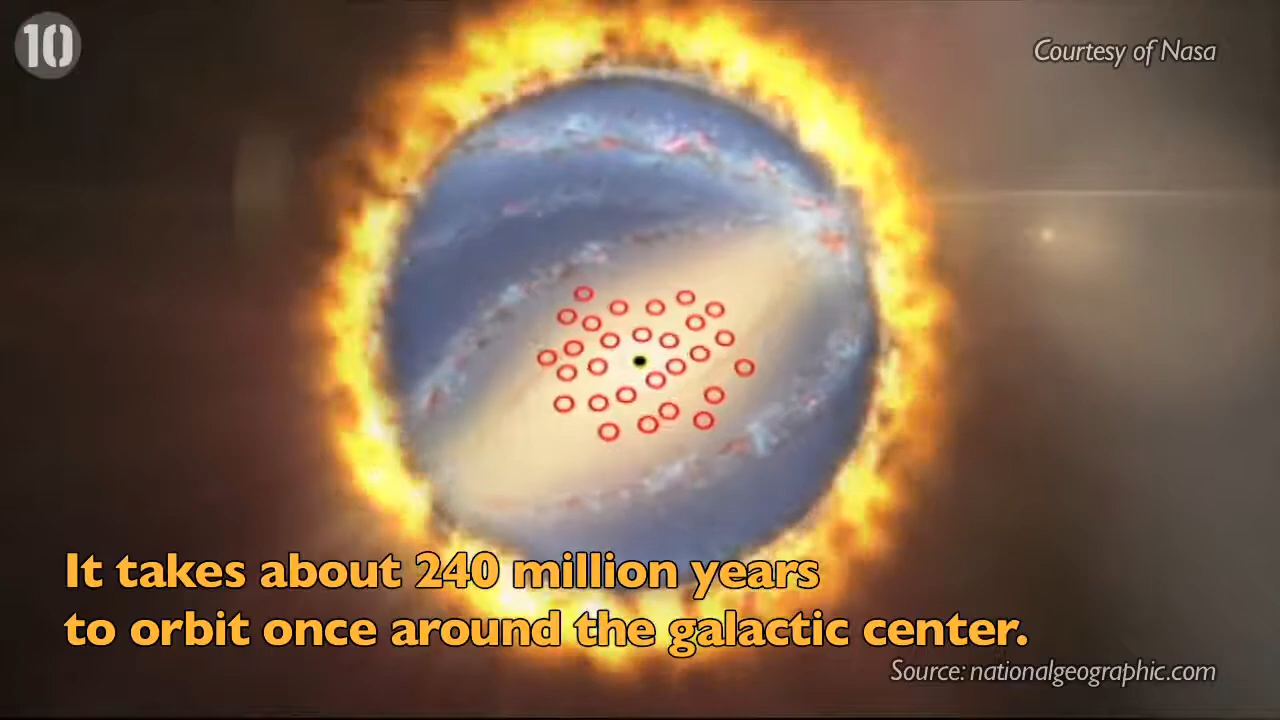 10
Courtesy of Nasa
It takes about 240 million years
to orbit once around the galactic center.
Source: nationalgeographic.com